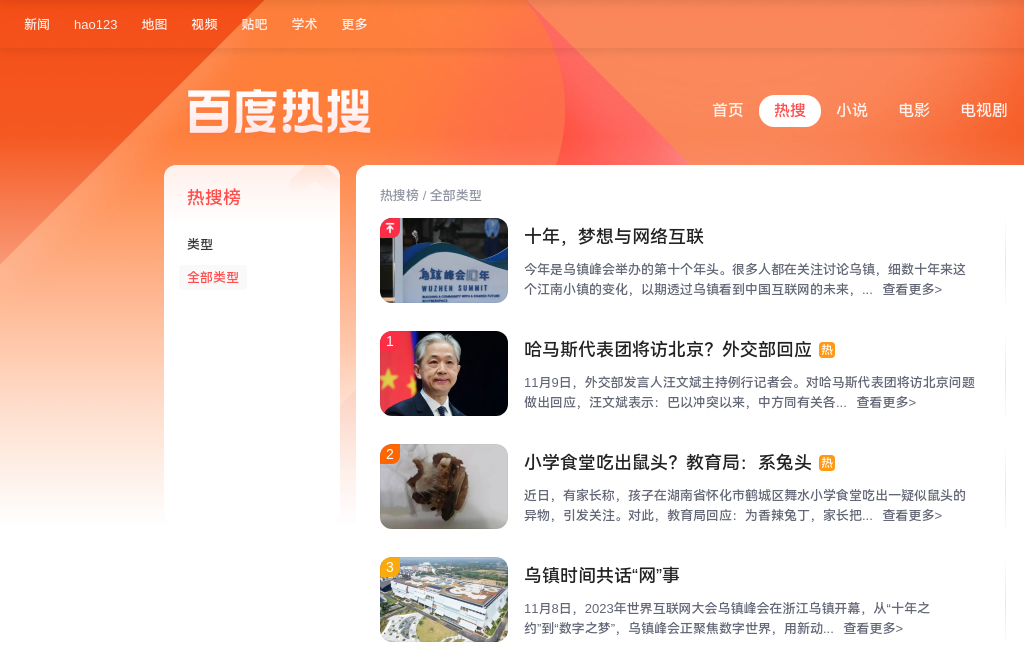 新闻 hao123 地图 视频 贴吧 学术 更多
百度热搜
首页 热搜 小说 电影 电视剧
热搜榜
类型
全部类型
热搜榜 / 全部类型
十年，梦想与网络互联
今年是乌镇峰会举办的第十个年头。很多人都在关注讨论乌镇，细数十年来这
个江南小镇的变化，以期透过乌镇看到中国互联网的未来，... 查看更多>
乌镇峰会十年
WUZHEN SUMMIT
1
哈马斯代表团将访北京？外交部回应 热
11月9日，外交部发言人汪文斌主持例行记者会。对哈马斯代表团将访北京问题
做出回应，汪文斌表示：巴以冲突以来，中方同有关各... 查看更多>
2
小学食堂吃出鼠头？教育局：系兔头 热
近日，有家长称，孩子在湖南省怀化市鹤城区舞水小学食堂吃出一疑似鼠头的
异物，引发关注。对此，教育局回应：为香辣兔丁，家长把... 查看更多>
3
乌镇时间共话“网”事
11月8日，2023年世界互联网大会乌镇峰会在浙江乌镇开幕，从“十年之
约”到“数字之梦”，乌镇峰会正聚焦数字世界，用新动... 查看更多>